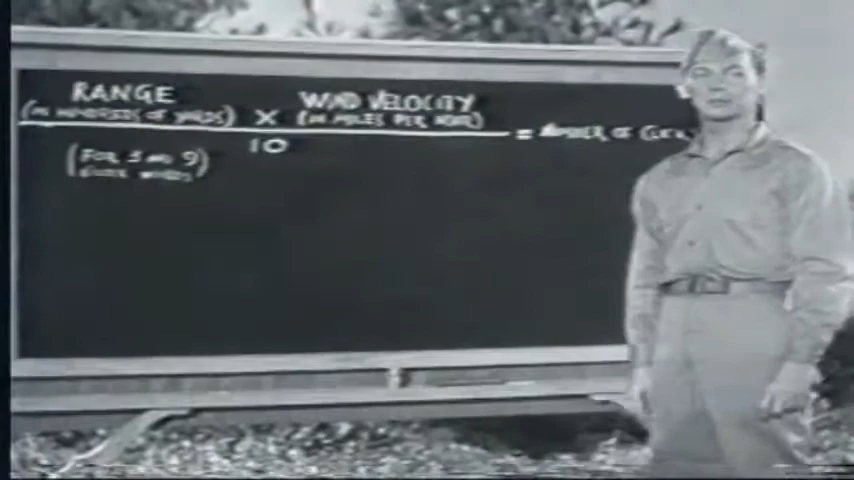 RANGE
(IN HUNDREDS OF YARDS)
X
WIND VELOCITY
(IN MILES PER HOUR)
10
= NUMBER OF CLICKS
(FOR 3 AND 9)
O'CLOCK WINDS